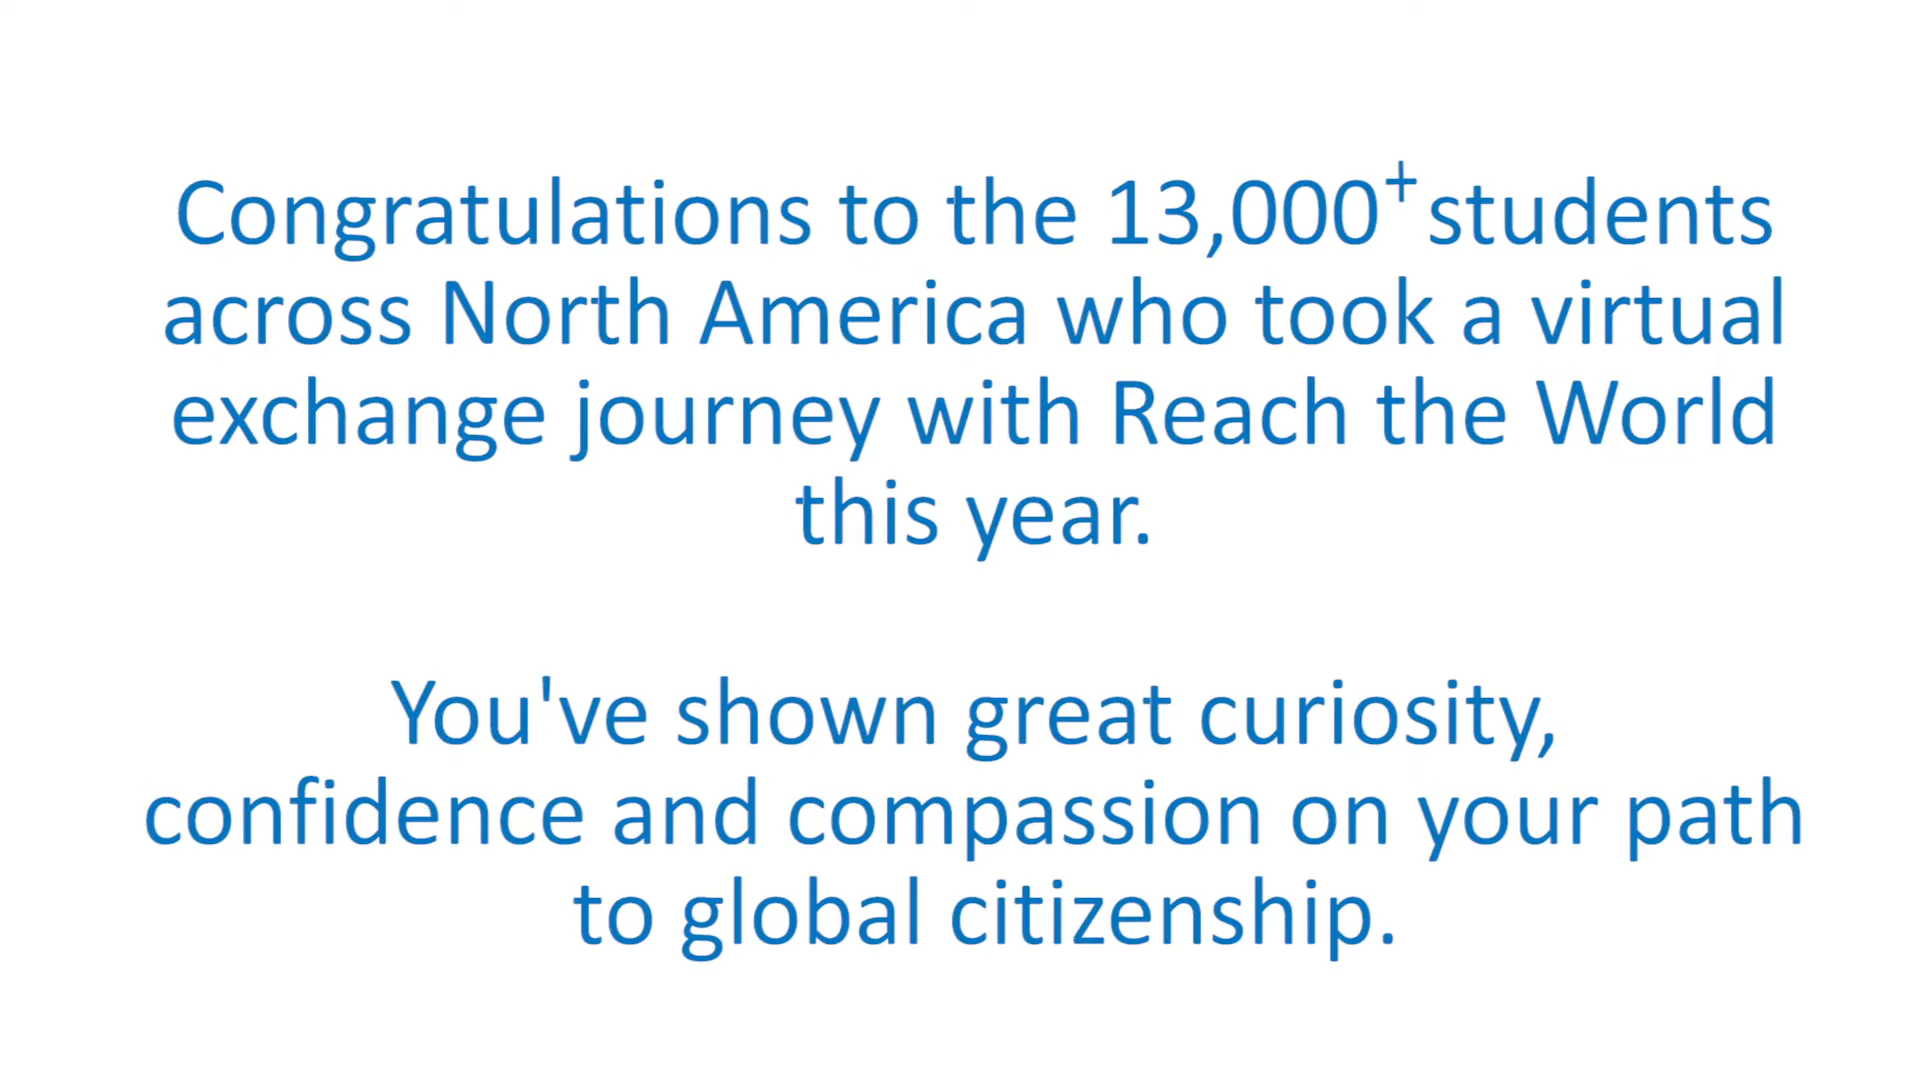 Congratulations to the 13,000+ students
across North America who took a virtual
exchange journey with Reach the World
this year.
You've shown great curiosity,
confidence and compassion on your path
to global citizenship.